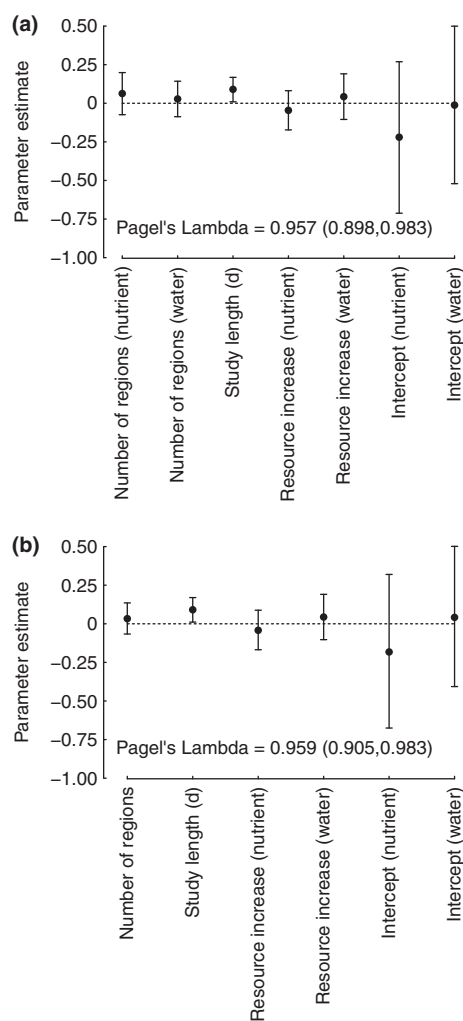 (a)
0.50
0.25
0
−0.25
−0.50
−0.75
−1.00
Parameter estimate
Pagel's Lambda = 0.957 (0.898,0.983)
Number of regions (nutrient)
Number of regions (water)
Study length (d)
Resource increase (nutrient)
Resource increase (water)
Intercept (nutrient)
Intercept (water)
(b)
0.50
0.25
0
−0.25
−0.50
−0.75
−1.00
Parameter estimate
Pagel's Lambda = 0.959 (0.905,0.983)
Number of regions
Study length (d)
Resource increase (nutrient)
Resource increase (water)
Intercept (nutrient)
Intercept (water)